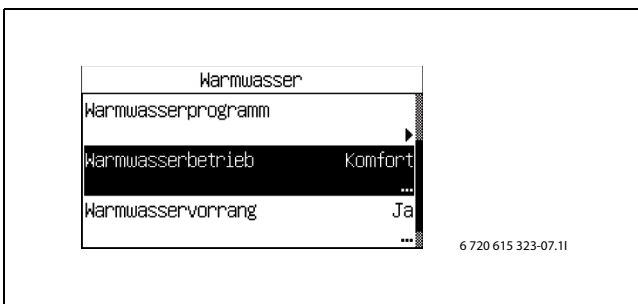 Warmwasser
Warmwasserprogramm
Warmwasserbetrieb Komfort
...
Warmwasservorrang Ja
...
6 720 615 323-07.1I